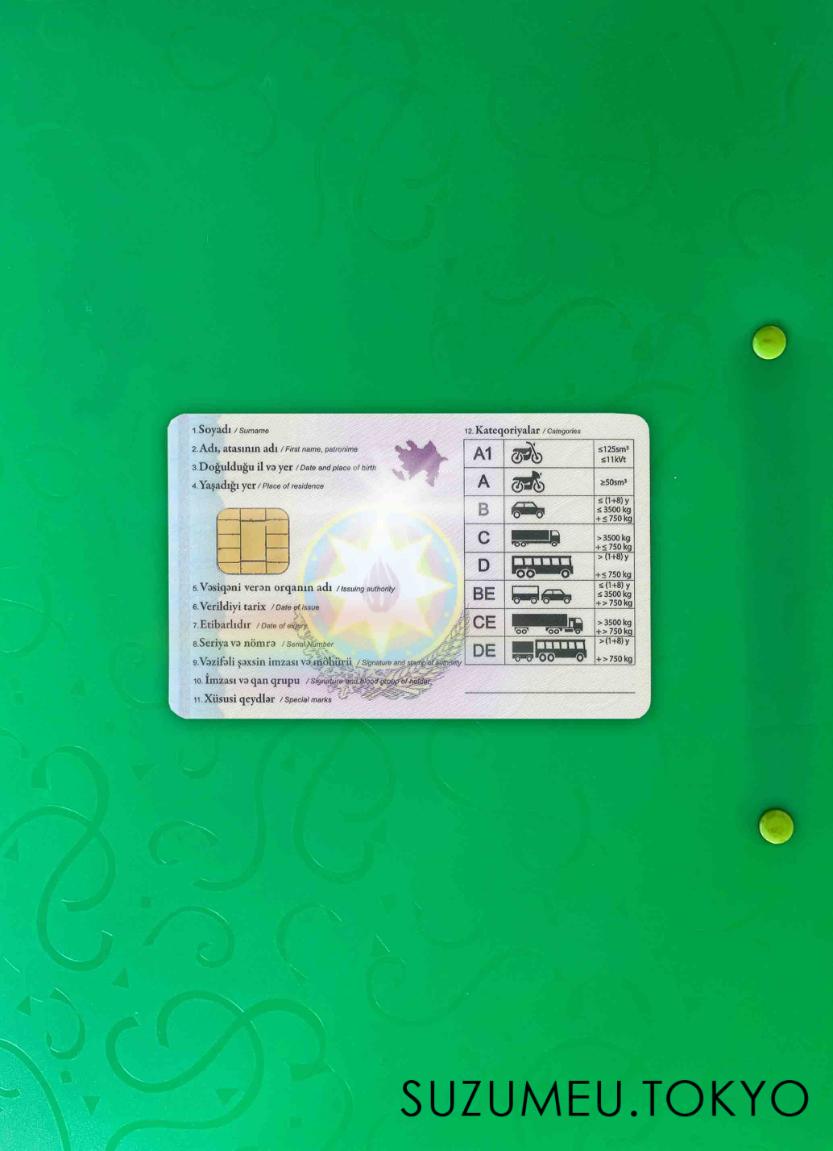 1.Soyadı / Surname
2.Adı, atasının adı / First name, patronime
3.Doğulduğu il və yer / Date and place of birth
4.Yaşadığı yer / Place of residence
5.Vəsiqəni verən orqanın adı / Issuing authority
6.Verildiyi tarix / Date of issue
7.Etibarlıdır / Date of expiry
8.Seriya və nömrə / Serial Number
9.Vəzifəli şəxsin imzası və möhürü / Signature and stamp of authority
10. İmzası və qan qrupu / Signature and blood group of holder
11. Xüsusi qeydlər / Special marks
12. Kateqoriyalar / Categories
A1 ≤125sm³
≤11kVt
A ≥50sm³
B ≤ (1+8) y
≤ 3500 kg
+ ≤ 750 kg
C > 3500 kg
+ ≤ 750 kg
D > (1+8) y
+ ≤ 750 kg
BE ≤ (1+8) y
≤ 3500 kg
+ > 750 kg
CE > 3500 kg
+ > 750 kg
DE > (1+8) y
+ > 750 kg
SUZUMEU.TOKYO